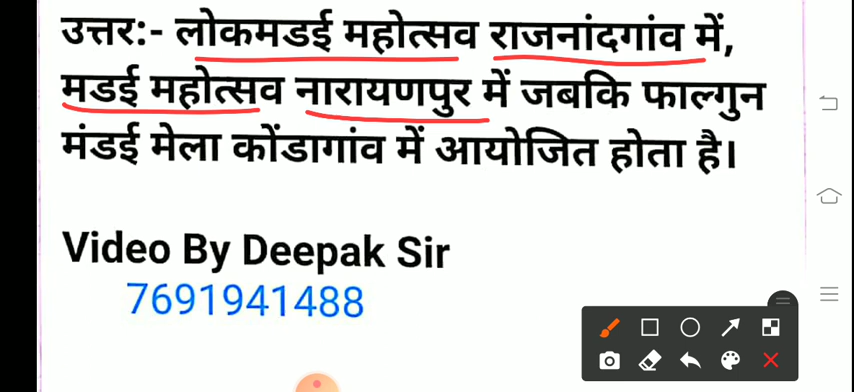 उत्तर:- लोकमडई महोत्सव राजनांदगांव में,
मडई महोत्सव नारायणपुर में जबकि फाल्गुन
मंडई मेला कोंडागांव में आयोजित होता है।
Video By Deepak Sir
7691941488